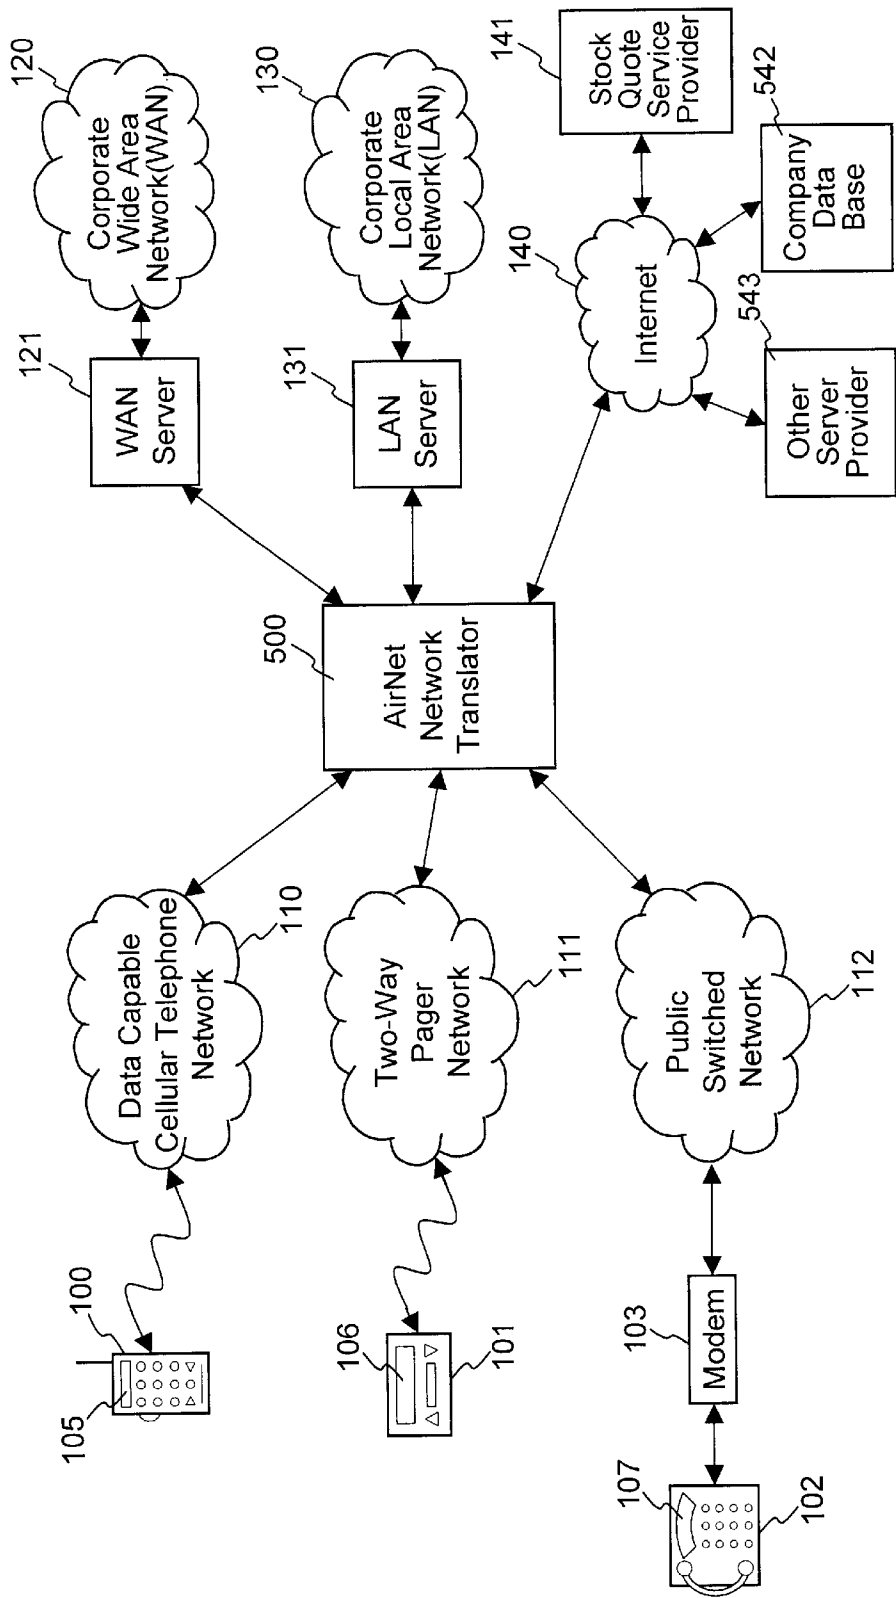 100
105
Data Capable
Cellular Telephone
Network
110
106
101
Two-Way
Pager
Network
111
107
102
103
Modem
Public
Switched
Network
112
500
AirNet
Network
Translator
121
WAN
Server
120
Corporate
Wide Area
Network(WAN)
131
LAN
Server
130
Corporate
Local Area
Network(LAN)
140
Internet
141
Stock
Quote
Service
Provider
542
Company
Data
Base
543
Other
Server
Provider